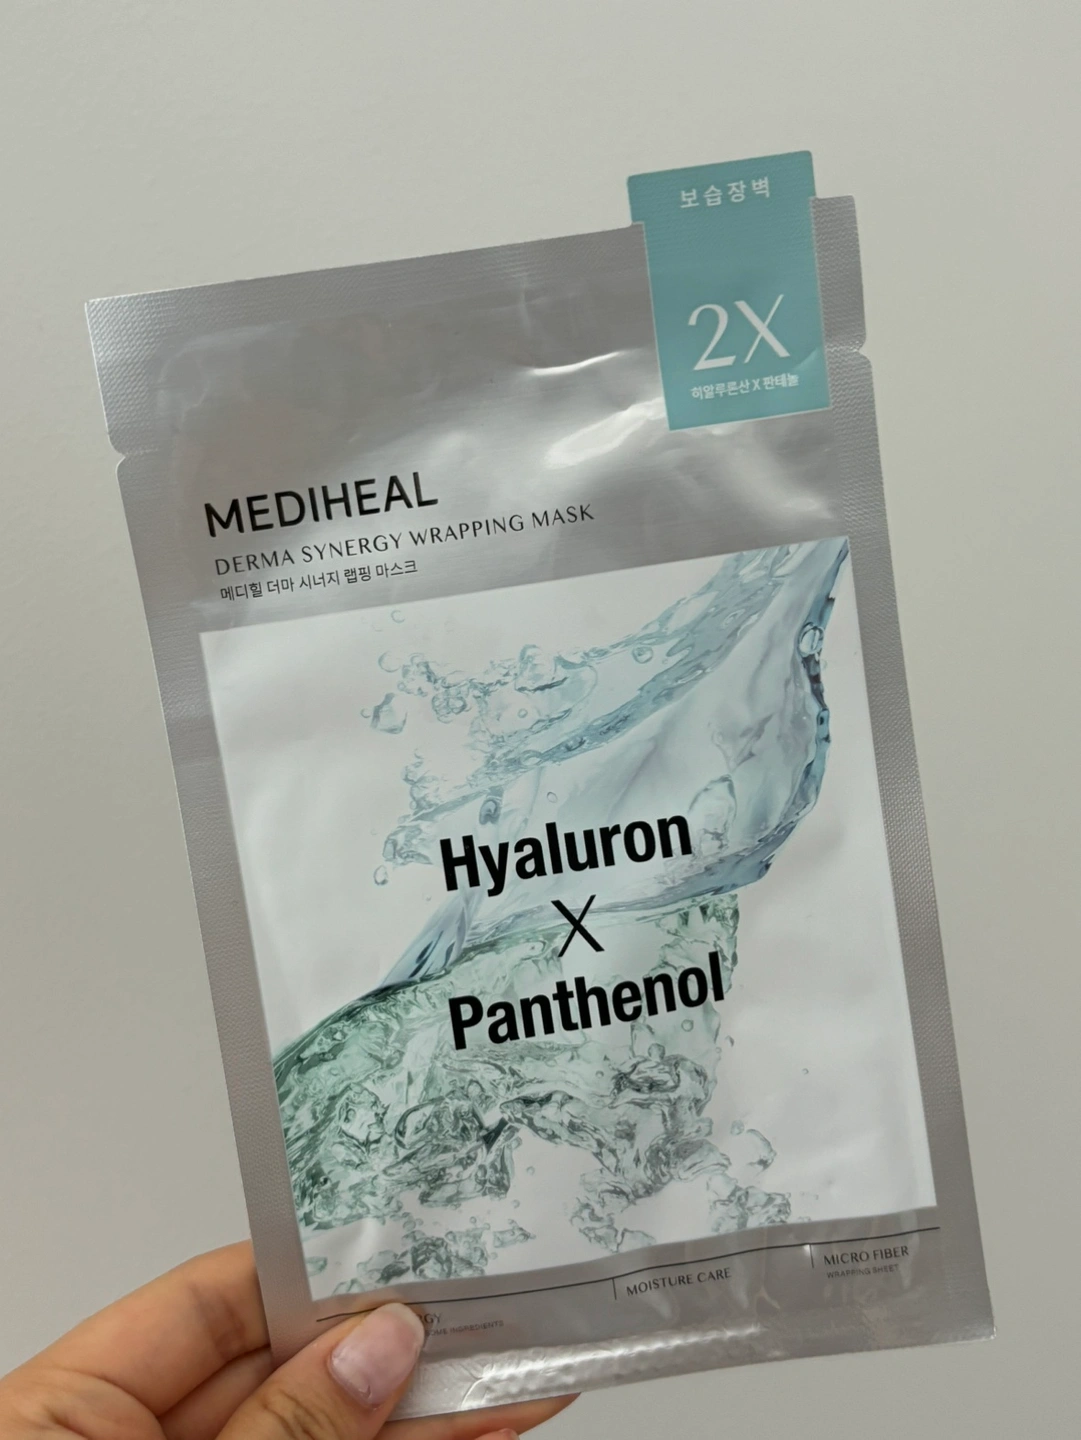 보습장벽
2X
히알루론산 X 판테놀
MEDIHEAL
DERMA SYNERGY WRAPPING MASK
메디힐 더마 시너지 랩핑 마스크
Hyaluron
X
Panthenol
MOISTURE CARE
MICRO FIBER
WRAPPING SHEET
INGREDIENTS